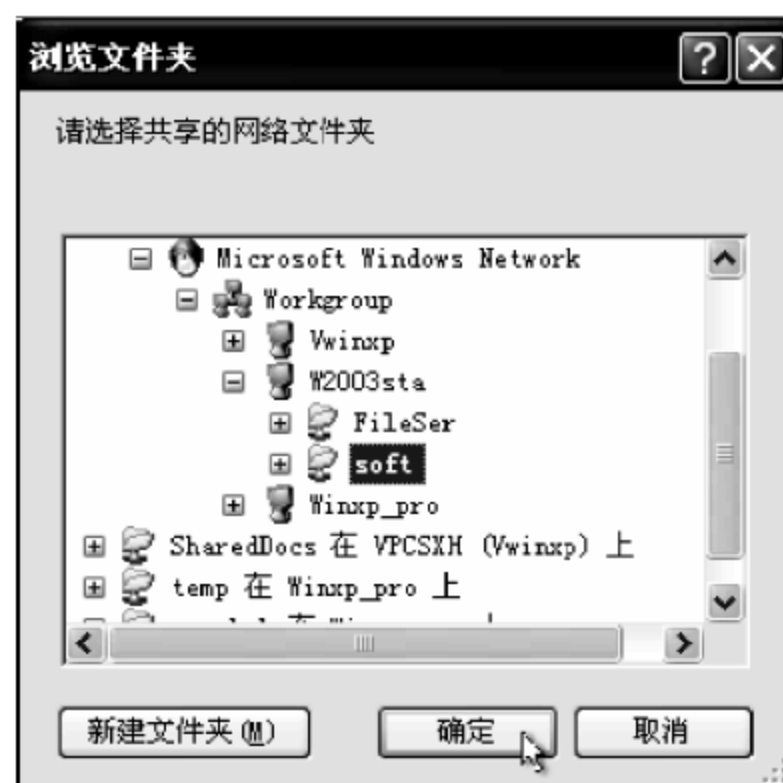 浏览文件夹
请选择共享的网络文件夹
Microsoft Windows Network
Workgroup
Vwinxp
W2003sta
FileSer
soft
Winxp_pro
SharedDocs 在 VPCSXH (Vwinxp) 上
temp 在 Winxp_pro 上
新建文件夹(M) 确定 取消